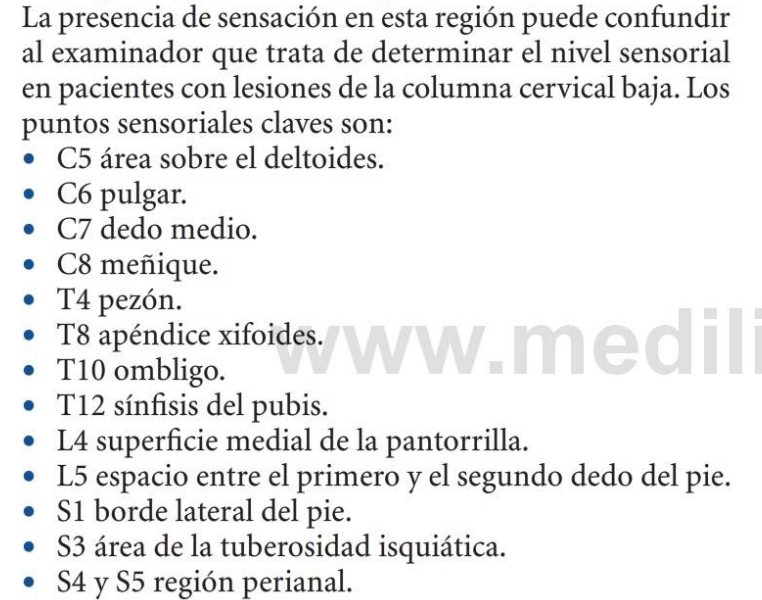 La presencia de sensación en esta región puede confundir
al examinador que trata de determinar el nivel sensorial
en pacientes con lesiones de la columna cervical baja. Los
puntos sensoriales claves son:
• C5 área sobre el deltoides.
• C6 pulgar.
• C7 dedo medio.
• C8 meñique.
• T4 pezón.
• T8 apéndice xifoides.
• T10 ombligo.
• T12 sínfisis del pubis.
• L4 superficie medial de la pantorrilla.
• L5 espacio entre el primero y el segundo dedo del pie.
• S1 borde lateral del pie.
• S3 área de la tuberosidad isquiática.
• S4 y S5 región perianal.
www.medili